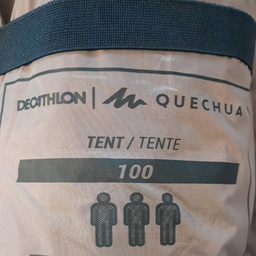 DECATHLON | QUECHUA
TENT / TENTE
100